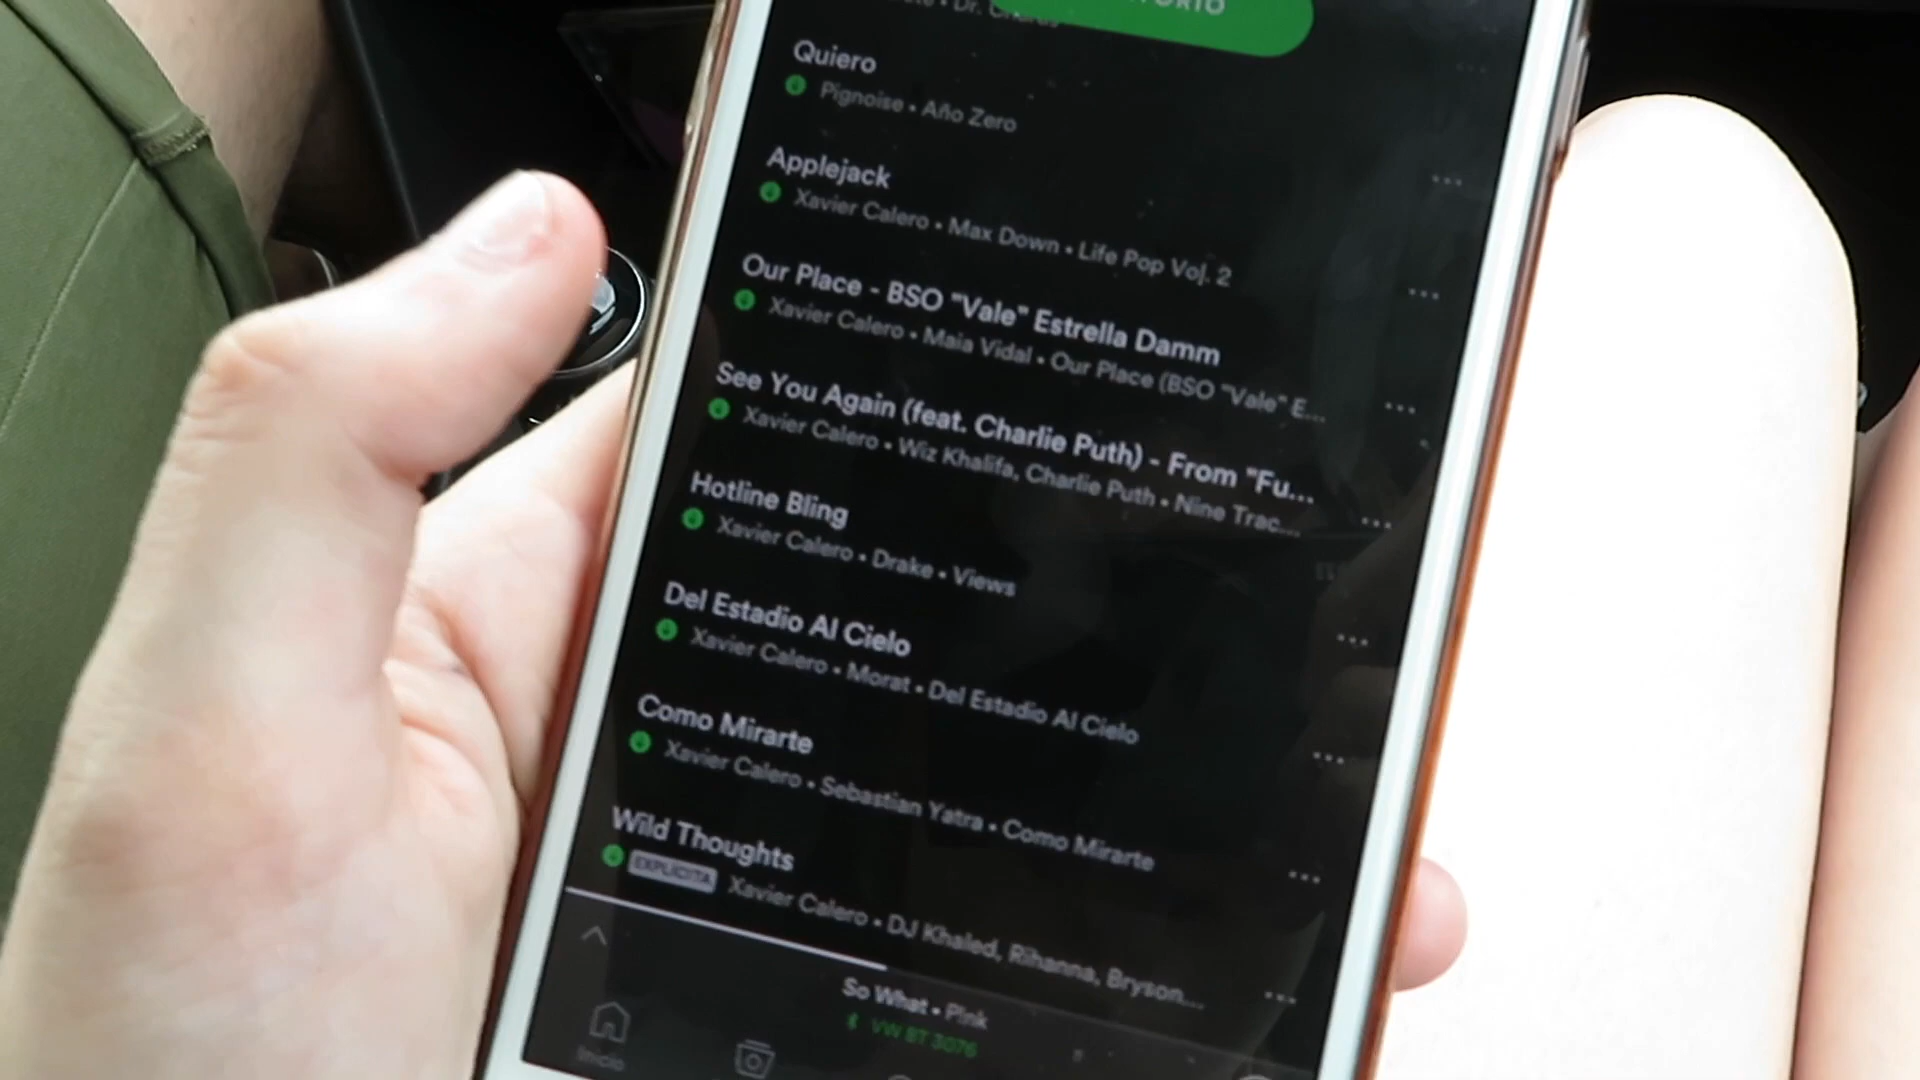 Dr.
Quiero
Pignoise • Año Zero
Applejack
Xavier Calero • Max Down • Life Pop Vol. 2
Our Place - BSO "Vale" Estrella Damm
Xavier Calero • Maia Vidal • Our Place (BSO "Vale" E...
See You Again (feat. Charlie Puth) - From "Fu...
Xavier Calero • Wiz Khalifa, Charlie Puth • Nine Trac...
Hotline Bling
Xavier Calero • Drake • Views
Del Estadio Al Cielo
Xavier Calero • Morat • Del Estadio Al Cielo
Como Mirarte
Xavier Calero • Sebastian Yatra • Como Mirarte
Wild Thoughts
EXPLICITA Xavier Calero • DJ Khaled, Rihanna, Bryson...
So What • P!nk
VW BT 3076
Inicio